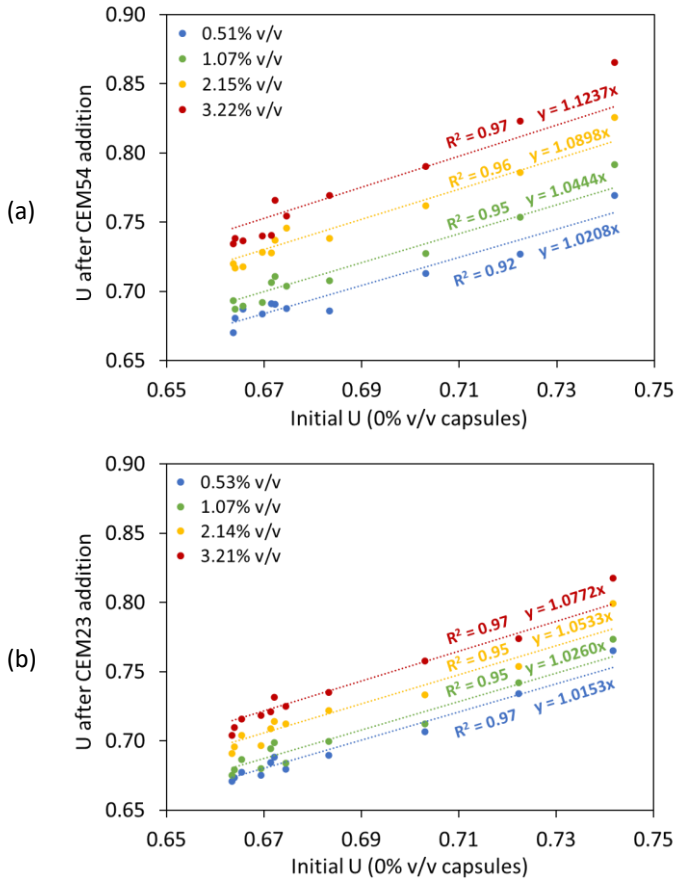 (a)
U after CEM54 addition
0.90
0.85
0.80
0.75
0.70
0.65
0.51% v/v
1.07% v/v
2.15% v/v
3.22% v/v
R² = 0.97 y = 1.1237x
R² = 0.96 y = 1.0898x
R² = 0.95 y = 1.0444x
R² = 0.92 y = 1.0208x
0.65 0.67 0.69 0.71 0.73 0.75
Initial U (0% v/v capsules)
(b)
U after CEM23 addition
0.90
0.85
0.80
0.75
0.70
0.65
0.53% v/v
1.07% v/v
2.14% v/v
3.21% v/v
R² = 0.97 y = 1.0772x
R² = 0.95 y = 1.0533x
R² = 0.95 y = 1.0260x
R² = 0.97 y = 1.0153x
0.65 0.67 0.69 0.71 0.73 0.75
Initial U (0% v/v capsules)